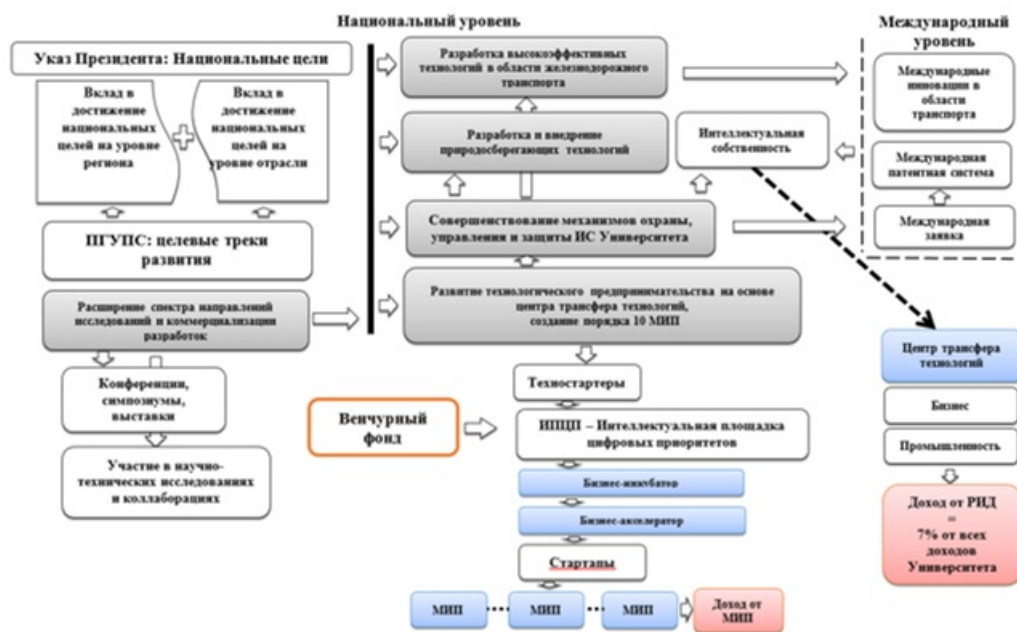 Национальный уровень
Международный
уровень
Указ Президента: Национальные цели
Вклад в
достижение
национальных
целей на уровне
региона
Вклад в
достижение
национальных
целей на
уровне отрасли
ПГУПС: целевые треки
развития
Расширение спектра направлений
исследований и коммерциализации
разработок
Конференции,
симпозиумы,
выставки
Участие в научно-
технических исследованиях
и коллаборациях
Разработка высокоэффективных
технологий в области железнодорожного
транспорта
Разработка и внедрение
природосберегающих технологий
Совершенствование механизмов охраны,
управления и защиты ИС Университета
Развитие технологического предпринимательства на основе
центра трансфера технологий,
создание порядка 10 МИП
Техностартеры
Венчурный
фонд
ИПЦП – Интеллектуальная площадка
цифровых приоритетов
Бизнес-инкубатор
Бизнес-акселератор
Стартапы
МИП
МИП
МИП
Доход от
МИП
Интеллектуальная
собственность
Международные
инновации в
области
транспорта
Международная
патентная система
Международная
заявка
Центр трансфера
технологий
Бизнес
Промышленность
Доход от РИД
=
7% от всех
доходов
Университета